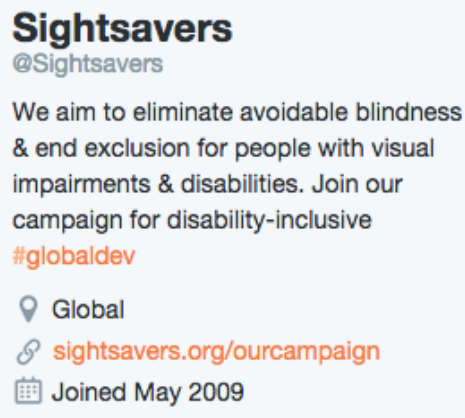 Sightsavers
@Sightsavers
We aim to eliminate avoidable blindness
& end exclusion for people with visual
impairments & disabilities. Join our
campaign for disability-inclusive
#globaldev
Global
sightsavers.org/ourcampaign
Joined May 2009